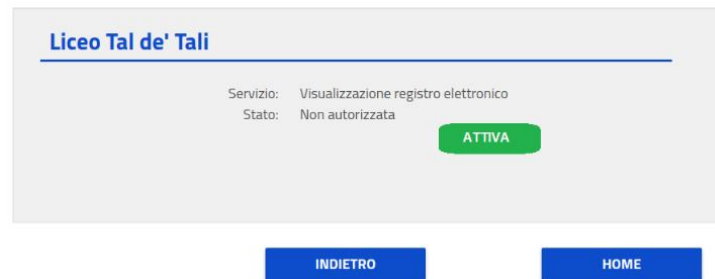 Liceo Tal de' Tali
Servizio: Visualizzazione registro elettronico
Stato: Non autorizzata
ATTIVA
INDIETRO HOME